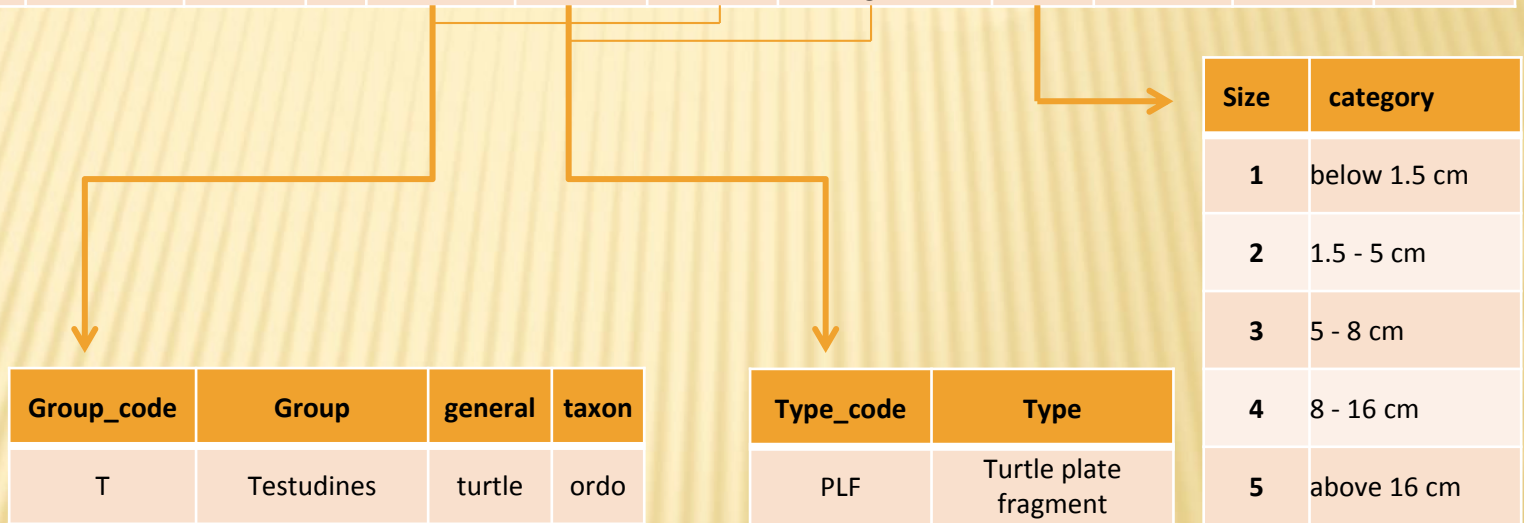 Size category
1 below 1.5 cm
2 1.5 - 5 cm
3 5 - 8 cm
4 8 - 16 cm
5 above 16 cm
Group_code Group general taxon
T Testudines turtle ordo
Type_code Type
PLF Turtle plate
fragment